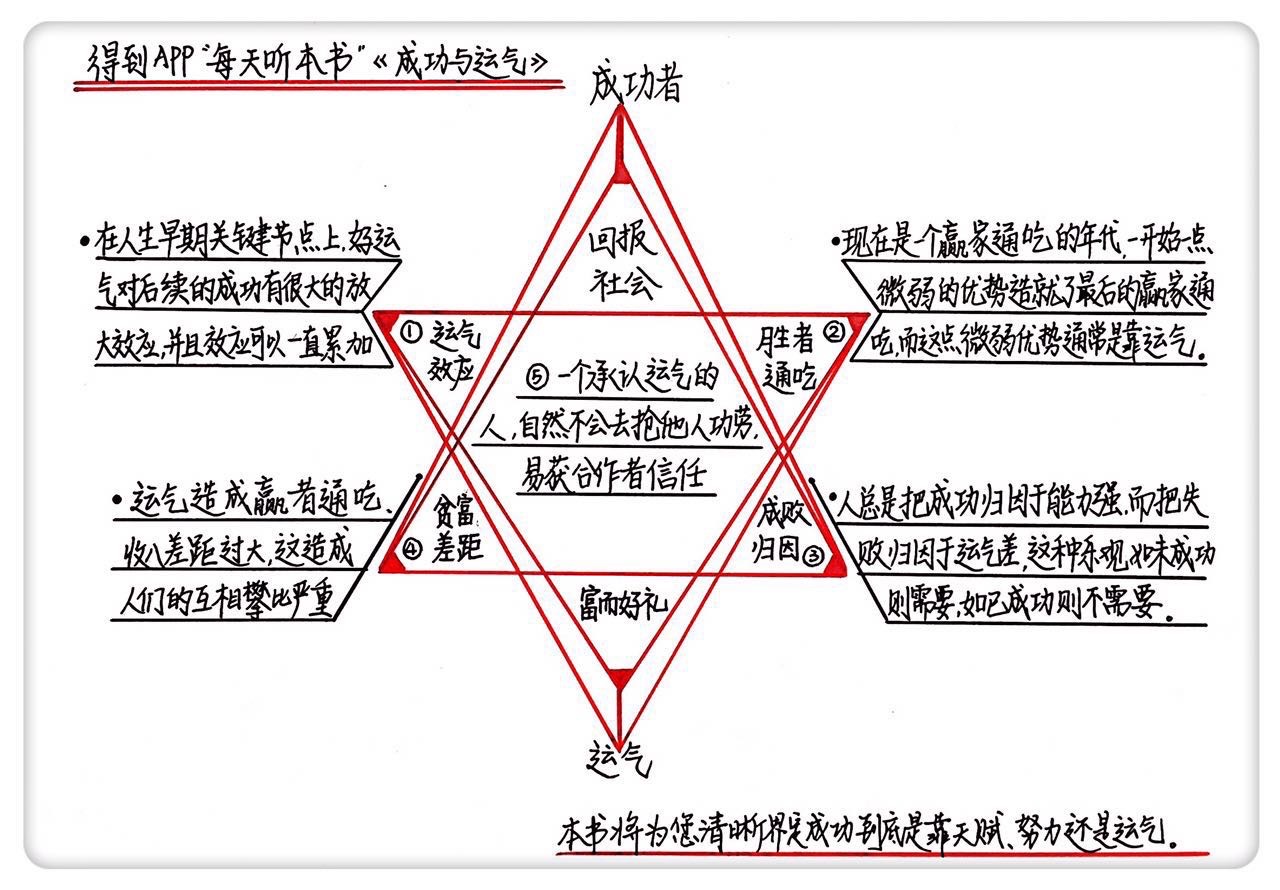 得到APP“每天听本书”《成功与运气》
成功者
回报
社会
•在人生早期关键节点上,好运
气对后续的成功有很大的放
大效应,并且效应可以一直累加
•现在是一个赢家通吃的年代,一开始一点
微弱的优势造就了最后的赢家通
吃,而这点微弱优势通常是靠运气。
①运气
效应
胜者②
通吃
⑤一个承认运气的
人,自然不会去抢他人功劳,
易获合作者信任
•运气造成赢者通吃、
收入差距过大,这造成
人们的互相攀比严重
贫富
④差距
成败
归因③
•人总是把成功归因于能力强,而把失
败归因于运气差,这种乐观,如未成功
则需要,如已成功则不需要。
富而好礼
运气
本书将为您清晰界定成功到底是靠天赋、努力还是运气。